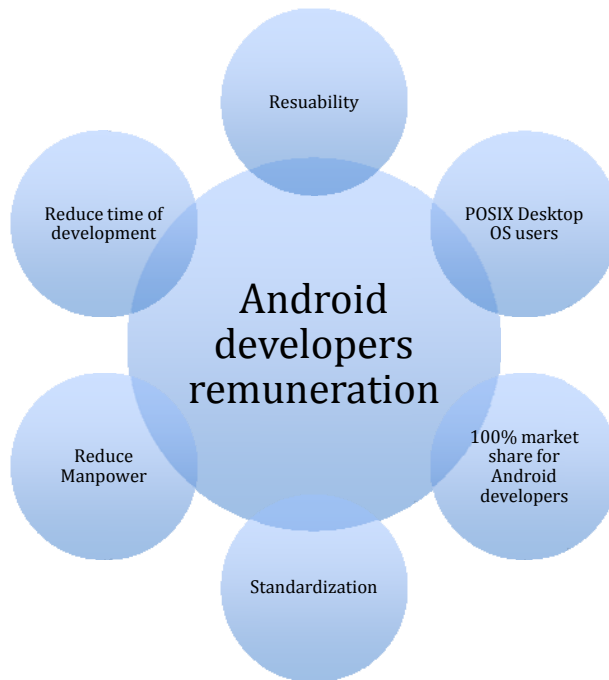 Resuability
Reduce time of
development
POSIX Desktop
OS users
Android
developers
remuneration
Reduce
Manpower
100% market
share for
Android
developers
Standardization